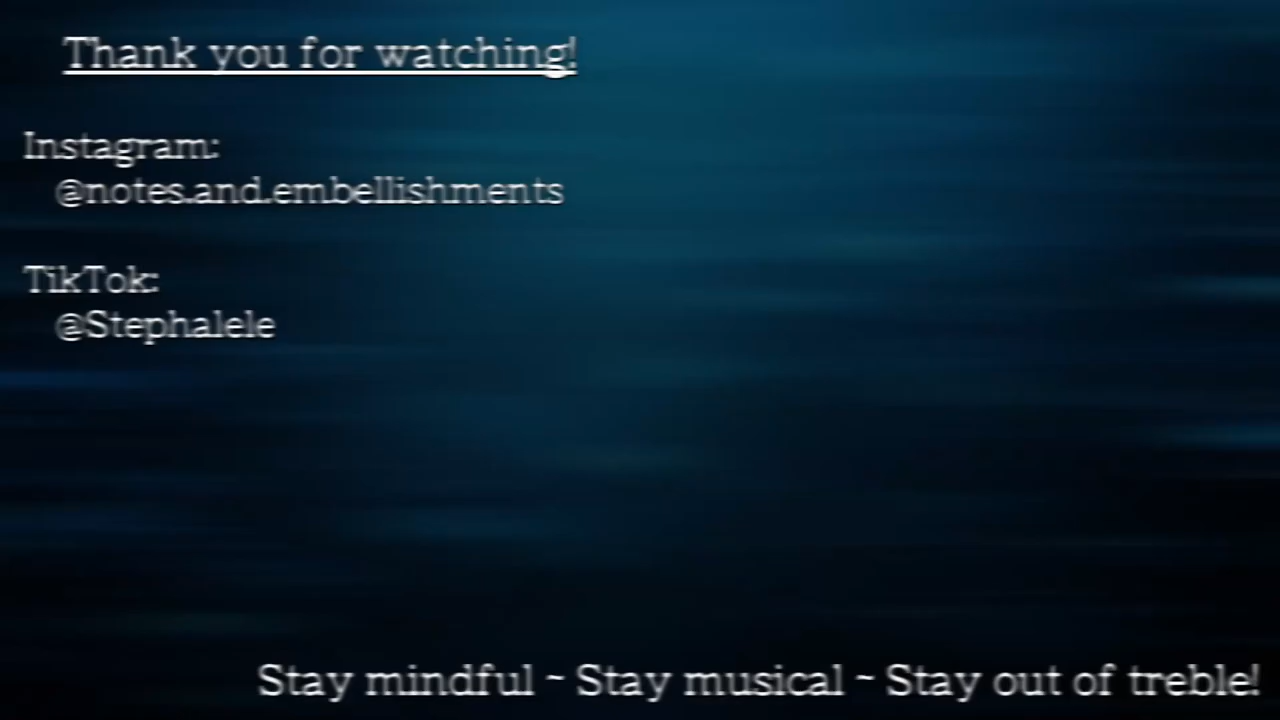 Thank you for watching!
Instagram:
@notes.and.embellishments
TikTok:
@Stephalele
Stay mindful ~ Stay musical ~ Stay out of treble!